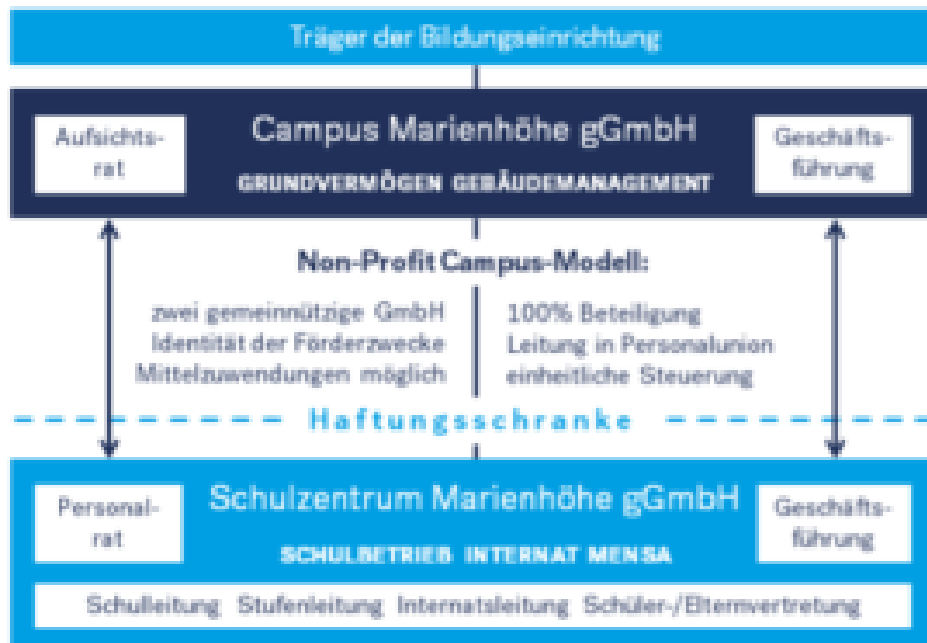 Träger der Bildungseinrichtung
Aufsichts-
rat
Campus Marienhöhe gGmbH
GRUNDVERMÖGEN GEBÄUDEMANAGEMENT
Geschäfts-
führung
Non-Profit Campus-Modell:
zwei gemeinnützige GmbH
Identität der Förderzwecke
Mittelzuwendungen möglich
100% Beteiligung
Leitung in Personalunion
einheitliche Steuerung
Haftungsschranke
Personal-
rat
Schulzentrum Marienhöhe gGmbH
SCHULBETRIEB INTERNAT MENSA
Geschäfts-
führung
Schulleitung Stufenleitung Internatsleitung Schüler-/Elternvertretung